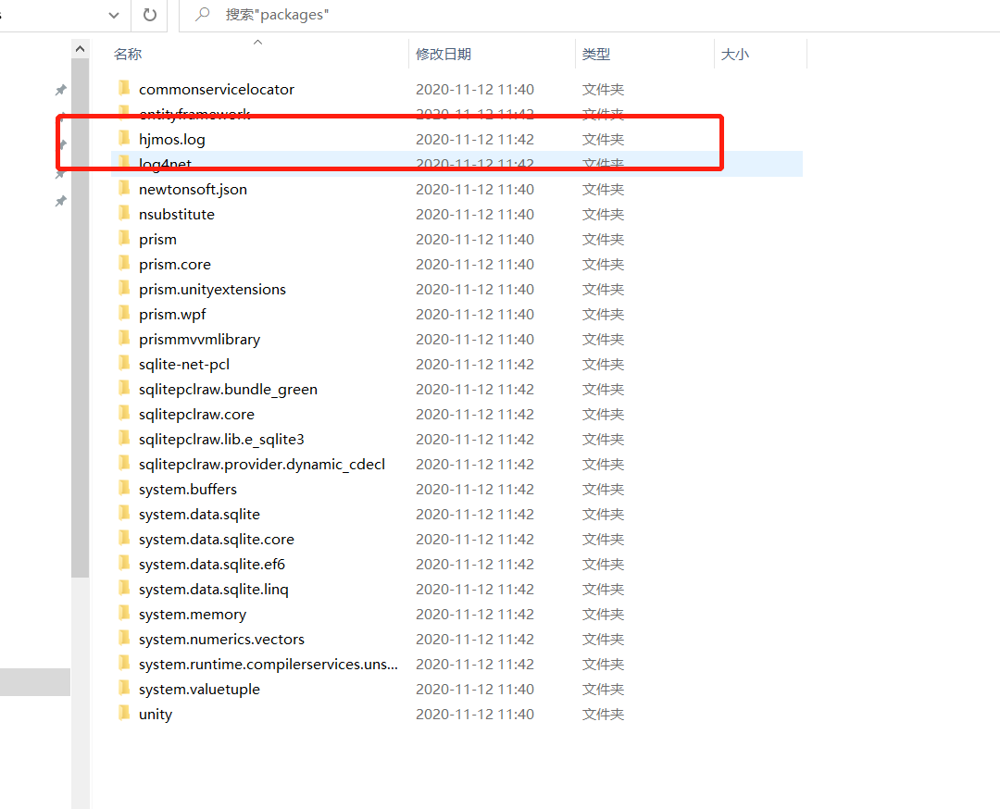 搜索"packages"
名称 修改日期 类型 大小
commonservicelocator 2020-11-12 11:40 文件夹
entityframework 2020-11-12 11:42 文件夹
hjmos.log 2020-11-12 11:42 文件夹
log4net 2020-11-12 11:42 文件夹
newtonsoft.json 2020-11-12 11:40 文件夹
nsubstitute 2020-11-12 11:40 文件夹
prism 2020-11-12 11:40 文件夹
prism.core 2020-11-12 11:40 文件夹
prism.unityextensions 2020-11-12 11:40 文件夹
prism.wpf 2020-11-12 11:40 文件夹
prismmvvmlibrary 2020-11-12 11:40 文件夹
sqlite-net-pcl 2020-11-12 11:42 文件夹
sqlitepclraw.bundle_green 2020-11-12 11:42 文件夹
sqlitepclraw.core 2020-11-12 11:42 文件夹
sqlitepclraw.lib.e_sqlite3 2020-11-12 11:42 文件夹
sqlitepclraw.provider.dynamic_cdecl 2020-11-12 11:42 文件夹
system.buffers 2020-11-12 11:42 文件夹
system.data.sqlite 2020-11-12 11:42 文件夹
system.data.sqlite.core 2020-11-12 11:42 文件夹
system.data.sqlite.ef6 2020-11-12 11:42 文件夹
system.data.sqlite.linq 2020-11-12 11:42 文件夹
system.memory 2020-11-12 11:42 文件夹
system.numerics.vectors 2020-11-12 11:42 文件夹
system.runtime.compilerservices.uns... 2020-11-12 11:42 文件夹
system.valuetuple 2020-11-12 11:40 文件夹
unity 2020-11-12 11:40 文件夹